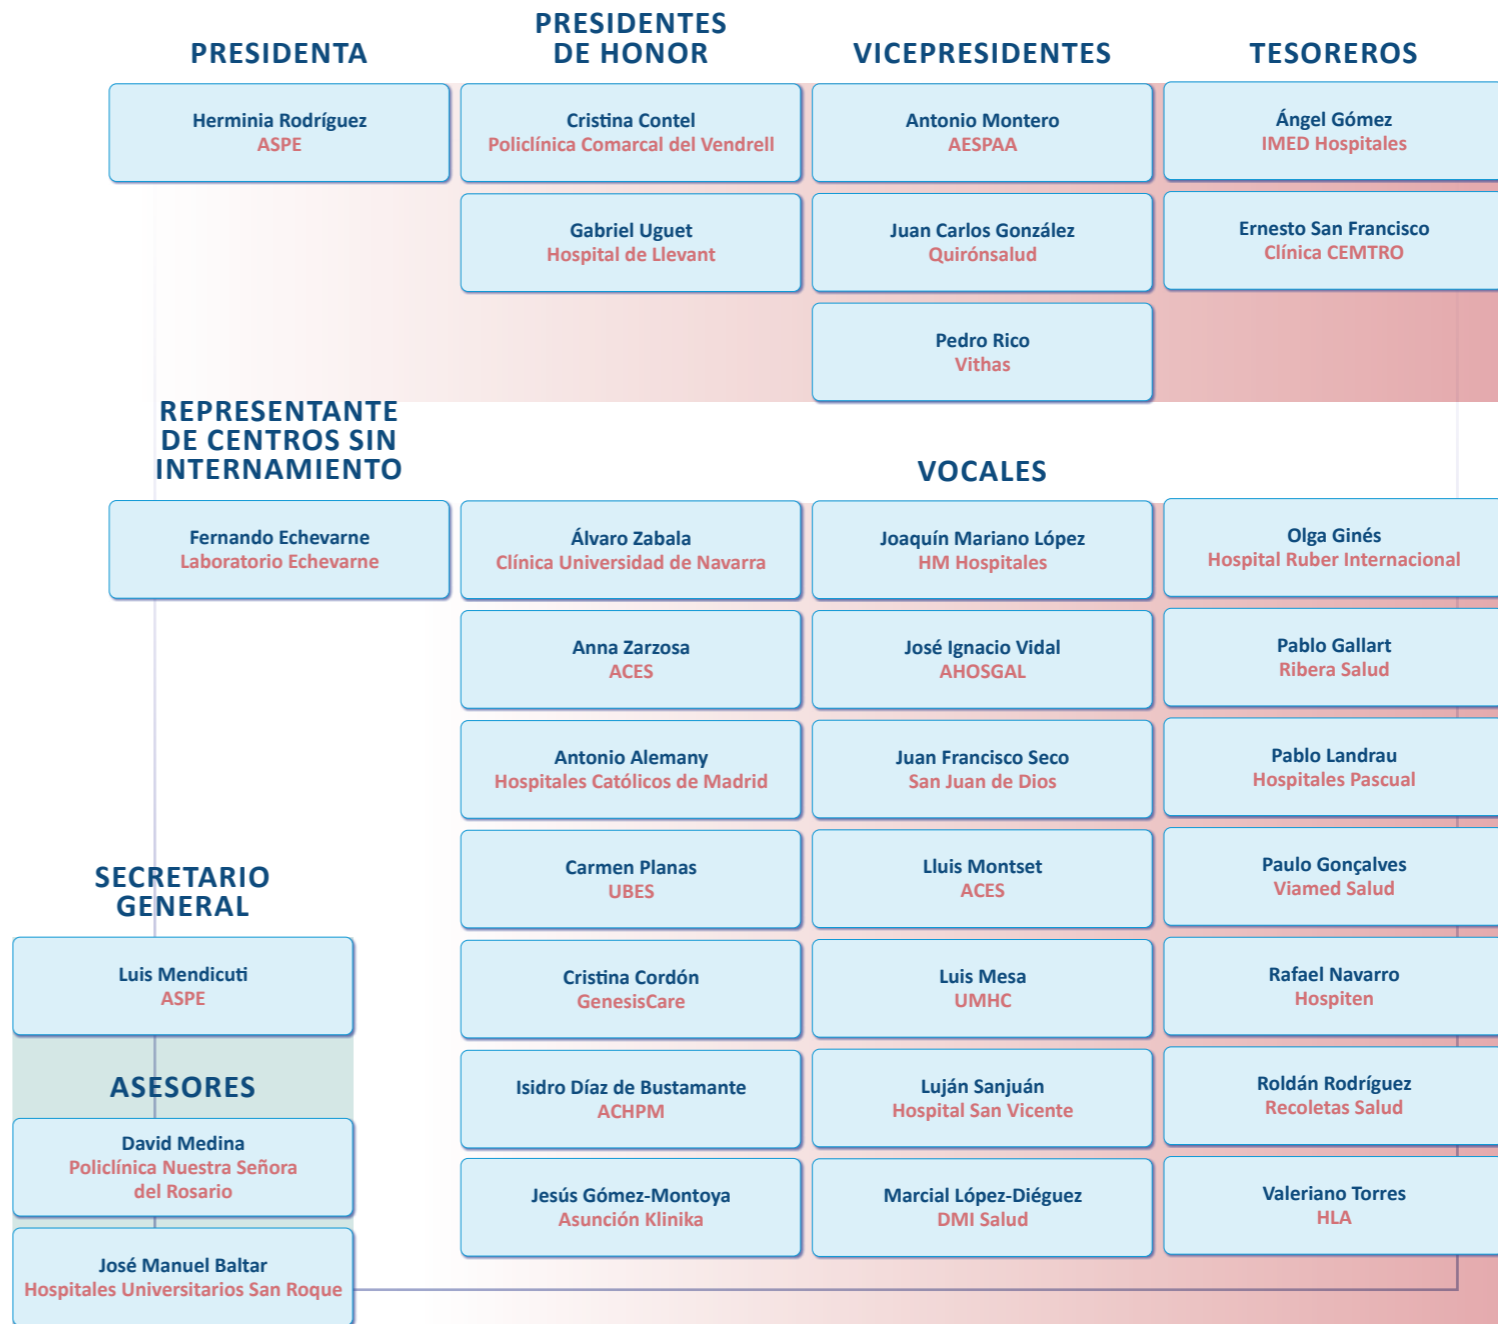 PRESIDENTA
Herminia Rodríguez
ASPE
PRESIDENTES
DE HONOR
Cristina Contel
Policlínica Comarcal del Vendrell
Gabriel Uguet
Hospital de Llevant
VICEPRESIDENTES
Antonio Montero
AESPAA
Juan Carlos González
Quirónsalud
Pedro Rico
Vithas
TESOREROS
Ángel Gómez
IMED Hospitales
Ernesto San Francisco
Clínica CEMTRO
REPRESENTANTE
DE CENTROS SIN
INTERNAMIENTO
Fernando Echevarne
Laboratorio Echevarne
VOCALES
Álvaro Zabala
Clínica Universidad de Navarra
Anna Zarzosa
ACES
Antonio Alemany
Hospitales Católicos de Madrid
Carmen Planas
UBES
Cristina Cordón
GenesisCare
Isidro Díaz de Bustamante
ACHPM
Jesús Gómez-Montoya
Asunción Klinika
Joaquín Mariano López
HM Hospitales
José Ignacio Vidal
AHOSGAL
Juan Francisco Seco
San Juan de Dios
Lluis Montset
ACES
Luis Mesa
UMHC
Luján Sanjuán
Hospital San Vicente
Marcial López-Diéguez
DMI Salud
Olga Ginés
Hospital Ruber Internacional
Pablo Gallart
Ribera Salud
Pablo Landrau
Hospitales Pascual
Paulo Gonçalves
Viamed Salud
Rafael Navarro
Hospiten
Roldán Rodríguez
Recoletas Salud
Valeriano Torres
HLA
SECRETARIO
GENERAL
Luis Mendicuti
ASPE
ASESORES
David Medina
Policlínica Nuestra Señora
del Rosario
José Manuel Baltar
Hospitales Universitarios San Roque